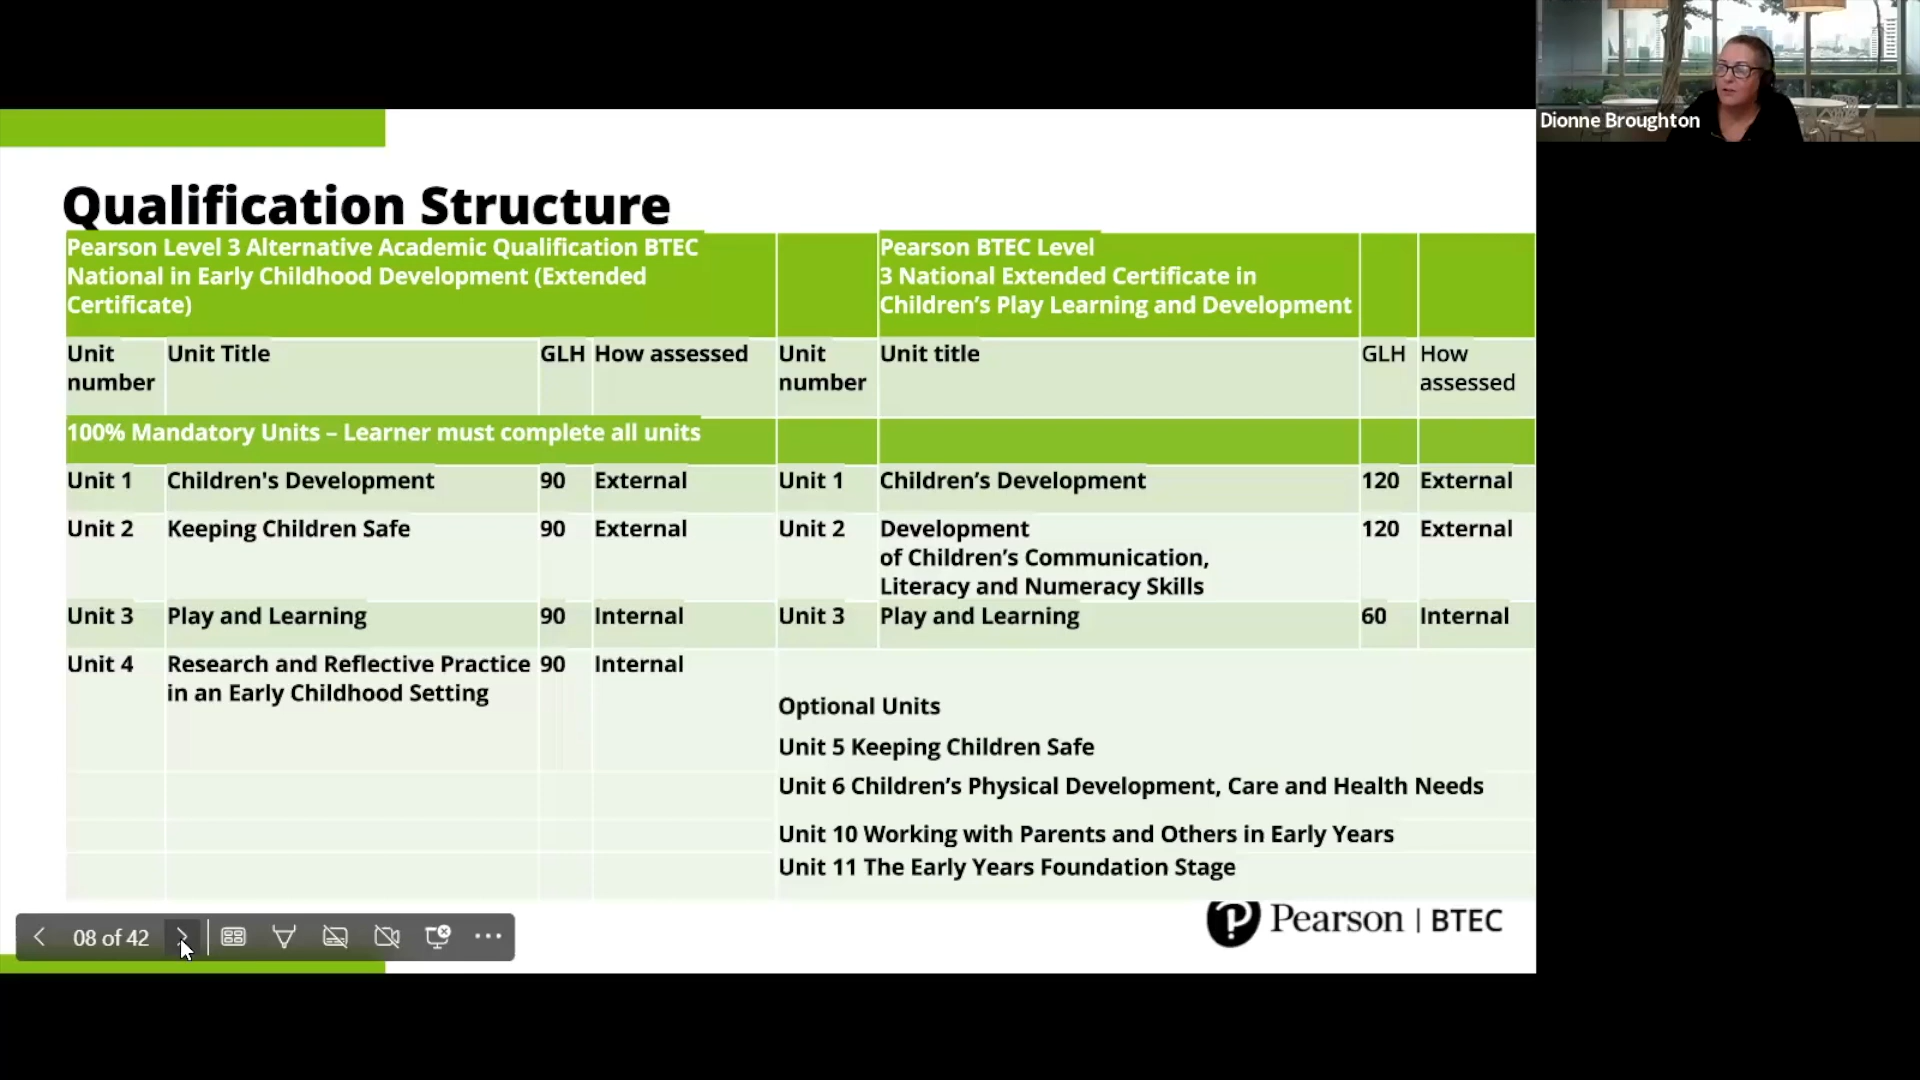 Dionne Broughton
Qualification Structure
Pearson Level 3 Alternative Academic Qualification BTEC
National in Early Childhood Development (Extended
Certificate)
Pearson BTEC Level
3 National Extended Certificate in
Children’s Play Learning and Development
Unit number Unit Title GLH How assessed Unit number Unit title GLH How assessed
100% Mandatory Units – Learner must complete all units
Unit 1 Children's Development 90 External Unit 1 Children’s Development 120 External
Unit 2 Keeping Children Safe 90 External Unit 2 Development 120 External
of Children’s Communication,
Literacy and Numeracy Skills
Unit 3 Play and Learning 90 Internal Unit 3 Play and Learning 60 Internal
Unit 4 Research and Reflective Practice 90 Internal
in an Early Childhood Setting
Optional Units
Unit 5 Keeping Children Safe
Unit 6 Children’s Physical Development, Care and Health Needs
Unit 10 Working with Parents and Others in Early Years
Unit 11 The Early Years Foundation Stage
08 of 42
Pearson | BTEC